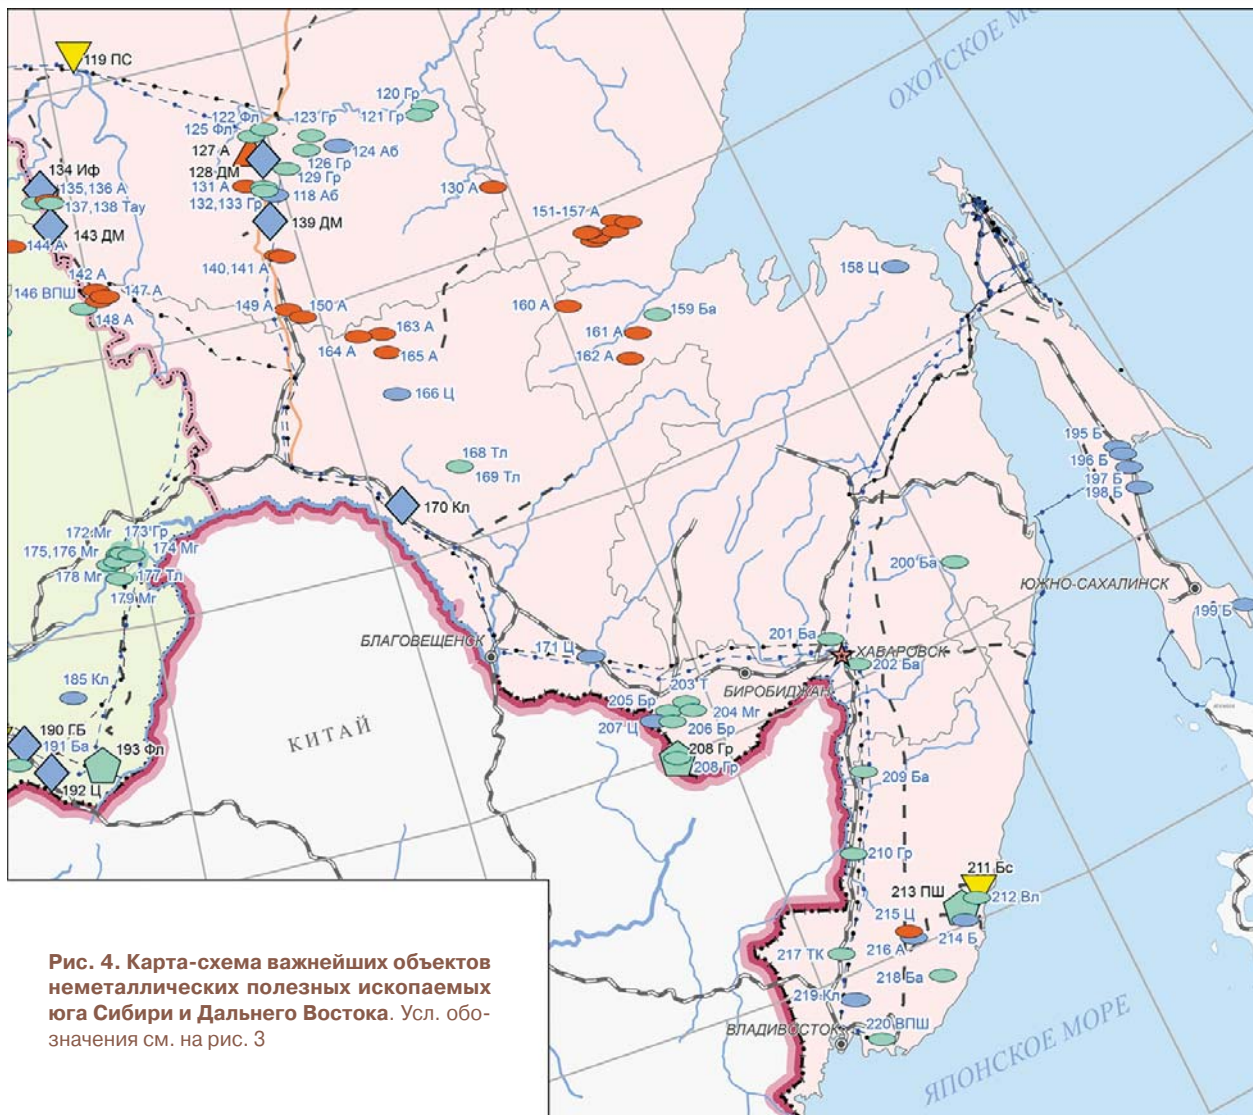 ОХОТСКОЕ МО
119 ПС
120 Гр
121 Гр
122 Фл
123 Гр
125 Фл
124 Аб
127 А
126 Гр
128 ДМ
129 Гр
134 Иф
131 А
118 Аб
130 А
135,136 А
132,133 Гр
137,138 Тау
139 ДМ
151-157 А
143 ДМ
144 А
140,141 А
158 Ц
142 А
146 ВПШ
147 А
148 А
149 А
150 А
160 А
159 Ба
163 А
161 А
164 А
165 А
162 А
166 Ц
195 Б
168 Тл
196 Б
169 Тл
197 Б
198 Б
170 Кл
172 Мг
173 Гр
175,176 Мг
174 Мг
178 Мг
177 Тл
179 Мг
200 Ба
ЮЖНО-САХАЛИНСК
199 Б
БЛАГОВЕЩЕНСК
171 Ц
201 Ба
ХАБАРОВСК
202 Ба
185 Кл
203 Т
БИРОБИДЖАН
205 Бр
204 Мг
207 Ц
206 Бр
190 ГБ
191 Ба
193 Фл
КИТАЙ
208 Гр
208 Гр
192 Ц
209 Ба
210 Гр
211 Бс
213 ПШ
212 Вл
215 Ц
214 Б
216 А
217 ТК
218 Ба
219 Кл
ВЛАДИВОСТОК
220 ВПШ
ЯПОНСКОЕ МОРЕ
Рис. 4. Карта-схема важнейших объектов
неметаллических полезных ископаемых
юга Сибири и Дальнего Востока. Усл. обо-
значения см. на рис. 3